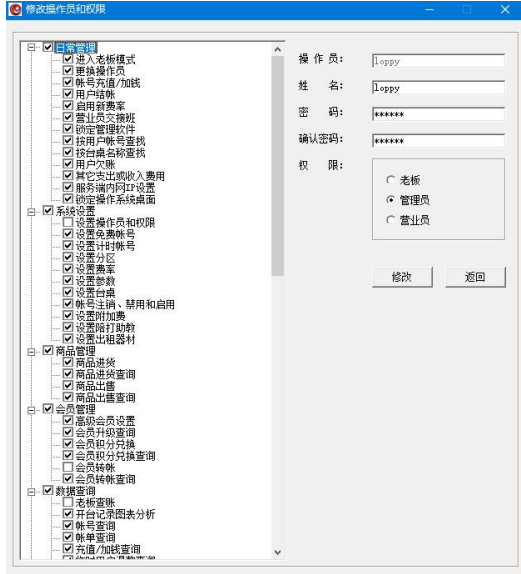 修改操作员和权限
日常管理
进入老板模式
更换操作员
帐号充值/加钱
用户结帐
启用新费率
营业员交接班
锁定管理软件
按用户帐号查找
按台桌名称查找
用户欠账
其它支出或收入费用
服务端内网IP设置
锁定操作系统桌面
系统设置
设置操作员和权限
设置免费帐号
设置计时帐号
设置分区
设置费率
设置参数
设置台桌
帐号注销、禁用和启用
设置附加费
设置陪打助教
设置出租器材
商品管理
商品进货
商品进货查询
商品出售
商品出售查询
会员管理
高级会员设置
会员升级查询
会员积分兑换
会员积分兑换查询
会员转帐
会员转帐查询
数据查询
老板查账
开台记录图表分析
帐号查询
帐单查询
充值/加钱查询
操作员: loppy
姓 名: loppy
密 码: ******
确认密码: ******
权 限:
老板
管理员
营业员
修改 返回